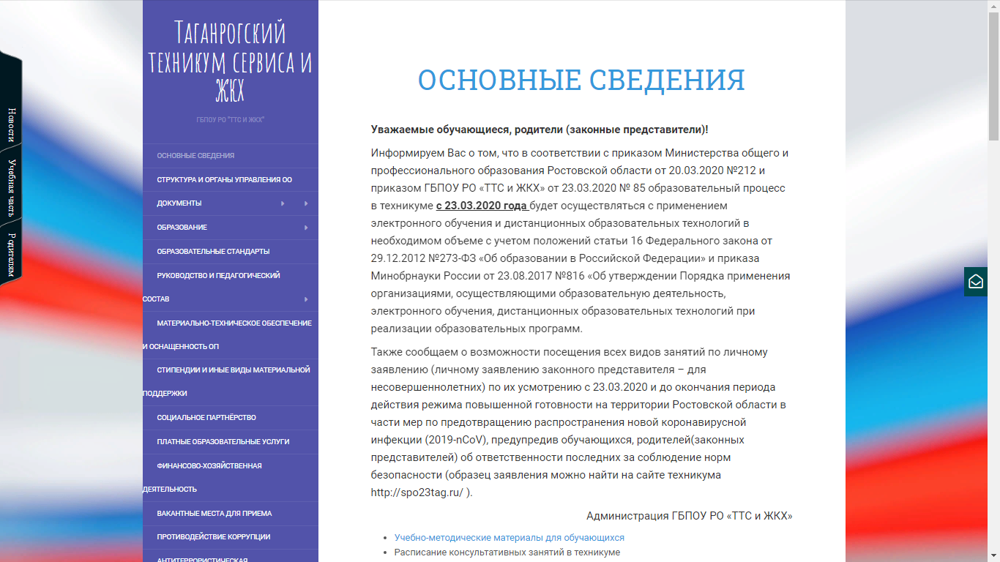 Таганрогский
техникум сервиса и
ЖКХ
ГБПОУ РО "ТТС И ЖКХ"
ОСНОВНЫЕ СВЕДЕНИЯ
СТРУКТУРА И ОРГАНЫ УПРАВЛЕНИЯ ОО
ДОКУМЕНТЫ
ОБРАЗОВАНИЕ
ОБРАЗОВАТЕЛЬНЫЕ СТАНДАРТЫ
РУКОВОДСТВО И ПЕДАГОГИЧЕСКИЙ
СОСТАВ
МАТЕРИАЛЬНО-ТЕХНИЧЕСКОЕ ОБЕСПЕЧЕНИЕ
И ОСНАЩЕННОСТЬ ОП
СТИПЕНДИИ И ИНЫЕ ВИДЫ МАТЕРИАЛЬНОЙ
ПОДДЕРЖКИ
СОЦИАЛЬНОЕ ПАРТНЁРСТВО
ПЛАТНЫЕ ОБРАЗОВАТЕЛЬНЫЕ УСЛУГИ
ФИНАНСОВО-ХОЗЯЙСТВЕННАЯ
ДЕЯТЕЛЬНОСТЬ
ВАКАНТНЫЕ МЕСТА ДЛЯ ПРИЕМА
ПРОТИВОДЕЙСТВИЕ КОРРУПЦИИ
АНТИТЕРРОРИСТИЧЕСКАЯ
Новости
Учебная часть
Родителям
ОСНОВНЫЕ СВЕДЕНИЯ
Уважаемые обучающиеся, родители (законные представители)!
Информируем Вас о том, что в соответствии с приказом Министерства общего и
профессионального образования Ростовской области от 20.03.2020 №212 и
приказом ГБПОУ РО «ТТС и ЖКХ» от 23.03.2020 № 85 образовательный процесс
в техникуме с 23.03.2020 года будет осуществляться с применением
электронного обучения и дистанционных образовательных технологий в
необходимом объеме с учетом положений статьи 16 Федерального закона от
29.12.2012 №273-ФЗ «Об образовании в Российской Федерации» и приказа
Минобрнауки России от 23.08.2017 №816 «Об утверждении Порядка применения
организациями, осуществляющими образовательную деятельность,
электронного обучения, дистанционных образовательных технологий при
реализации образовательных программ.
Также сообщаем о возможности посещения всех видов занятий по личному
заявлению (личному заявлению законного представителя – для
несовершеннолетних) по их усмотрению с 23.03.2020 и до окончания периода
действия режима повышенной готовности на территории Ростовской области в
части мер по предотвращению распространения новой коронавирусной
инфекции (2019-nCoV), предупредив обучающихся, родителей(законных
представителей) об ответственности последних за соблюдение норм
безопасности (образец заявления можно найти на сайте техникума
http://spo23tag.ru/ ).
Администрация ГБПОУ РО «ТТС и ЖКХ»
Учебно-методические материалы для обучающихся
Расписание консультативных занятий в техникуме